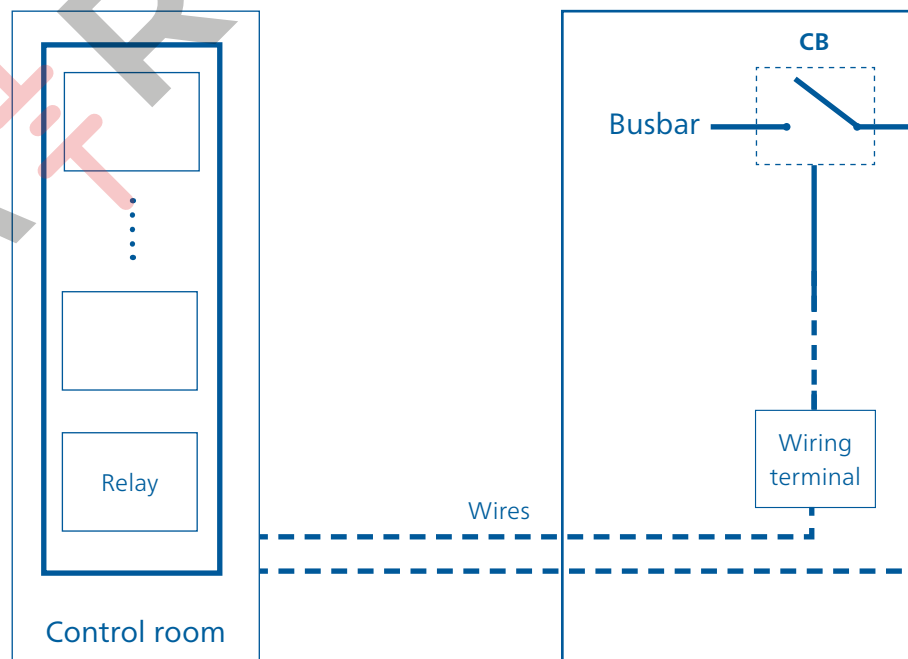 CB
Busbar
Wiring
terminal
Relay
Wires
Control room